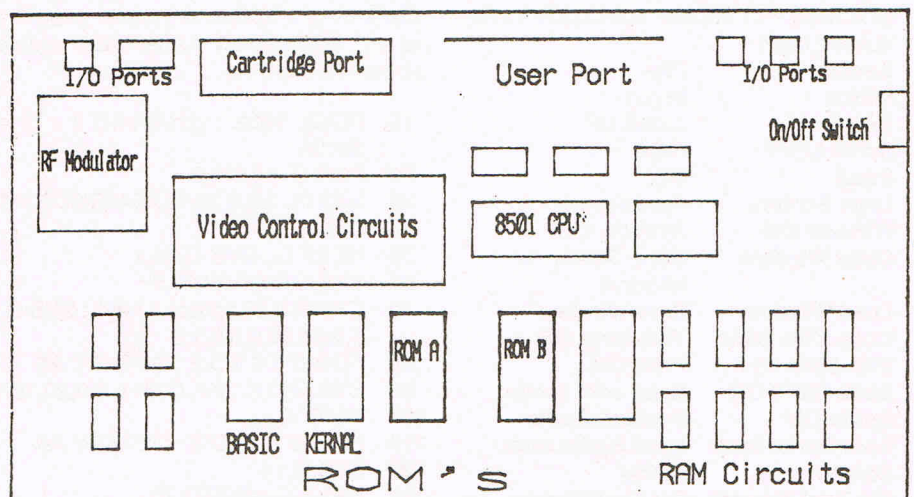 Cartridge Port
User Port
I/O Ports
I/O Ports
On/Off Switch
RF Modulator
Video Control Circuits
8501 CPU
ROM A
ROM B
BASIC
KERNAL
ROM's
RAM Circuits